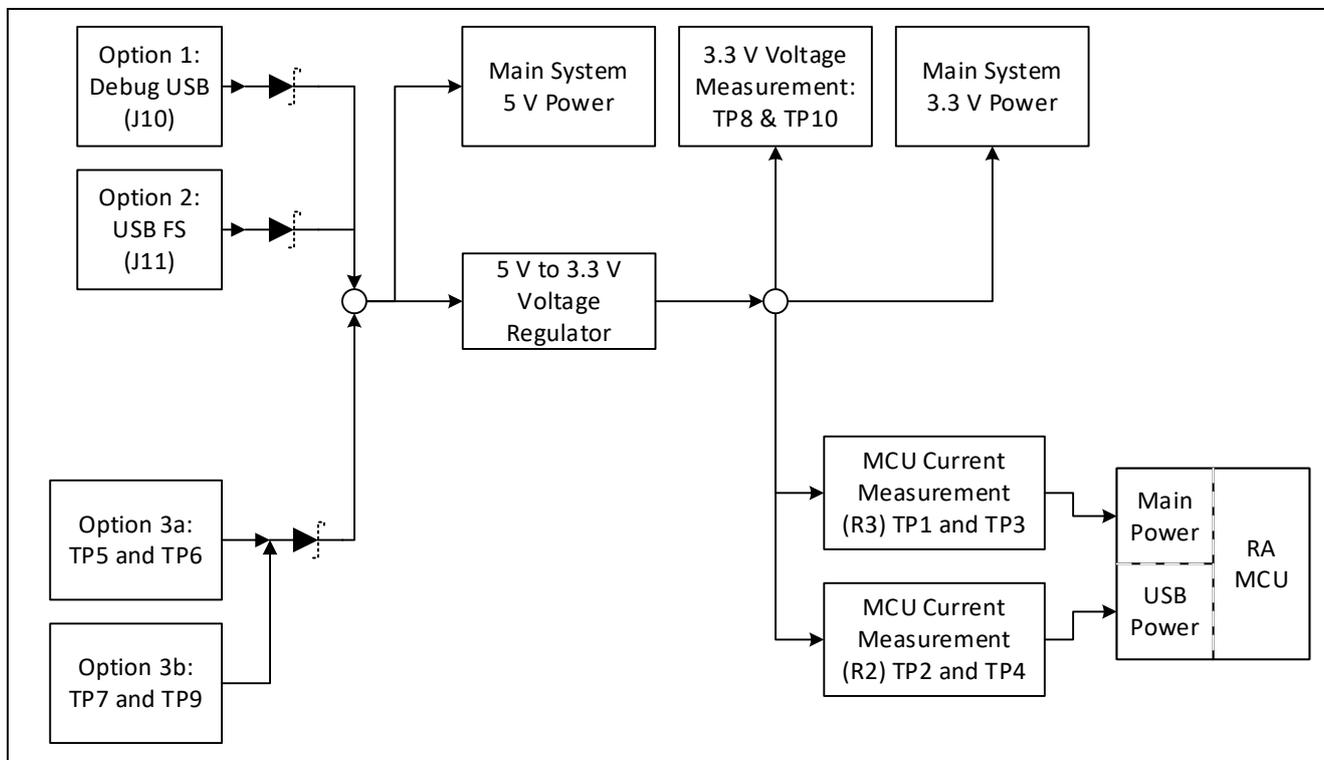 Option 1:
Debug USB
(J10)
Main System
5 V Power
3.3 V Voltage
Measurement:
TP8 & TP10
Main System
3.3 V Power
Option 2:
USB FS
(J11)
5 V to 3.3 V
Voltage
Regulator
Option 3a:
TP5 and TP6
Option 3b:
TP7 and TP9
MCU Current
Measurement
(R3) TP1 and TP3
MCU Current
Measurement
(R2) TP2 and TP4
Main
Power
USB
Power
RA
MCU